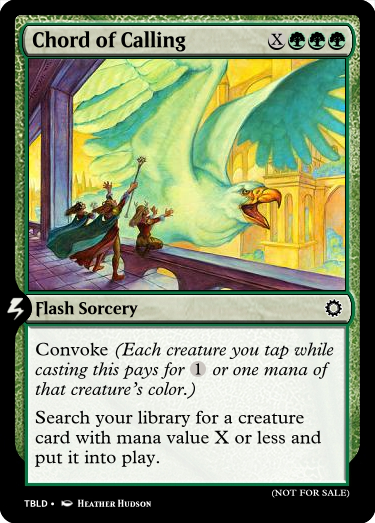 Chord of Calling X
Flash Sorcery
Convoke (Each creature you tap while
casting this pays for 1 or one mana of
that creature's color.)
Search your library for a creature
card with mana value X or less and
put it into play.
TBLD • Heather Hudson
(NOT FOR SALE)